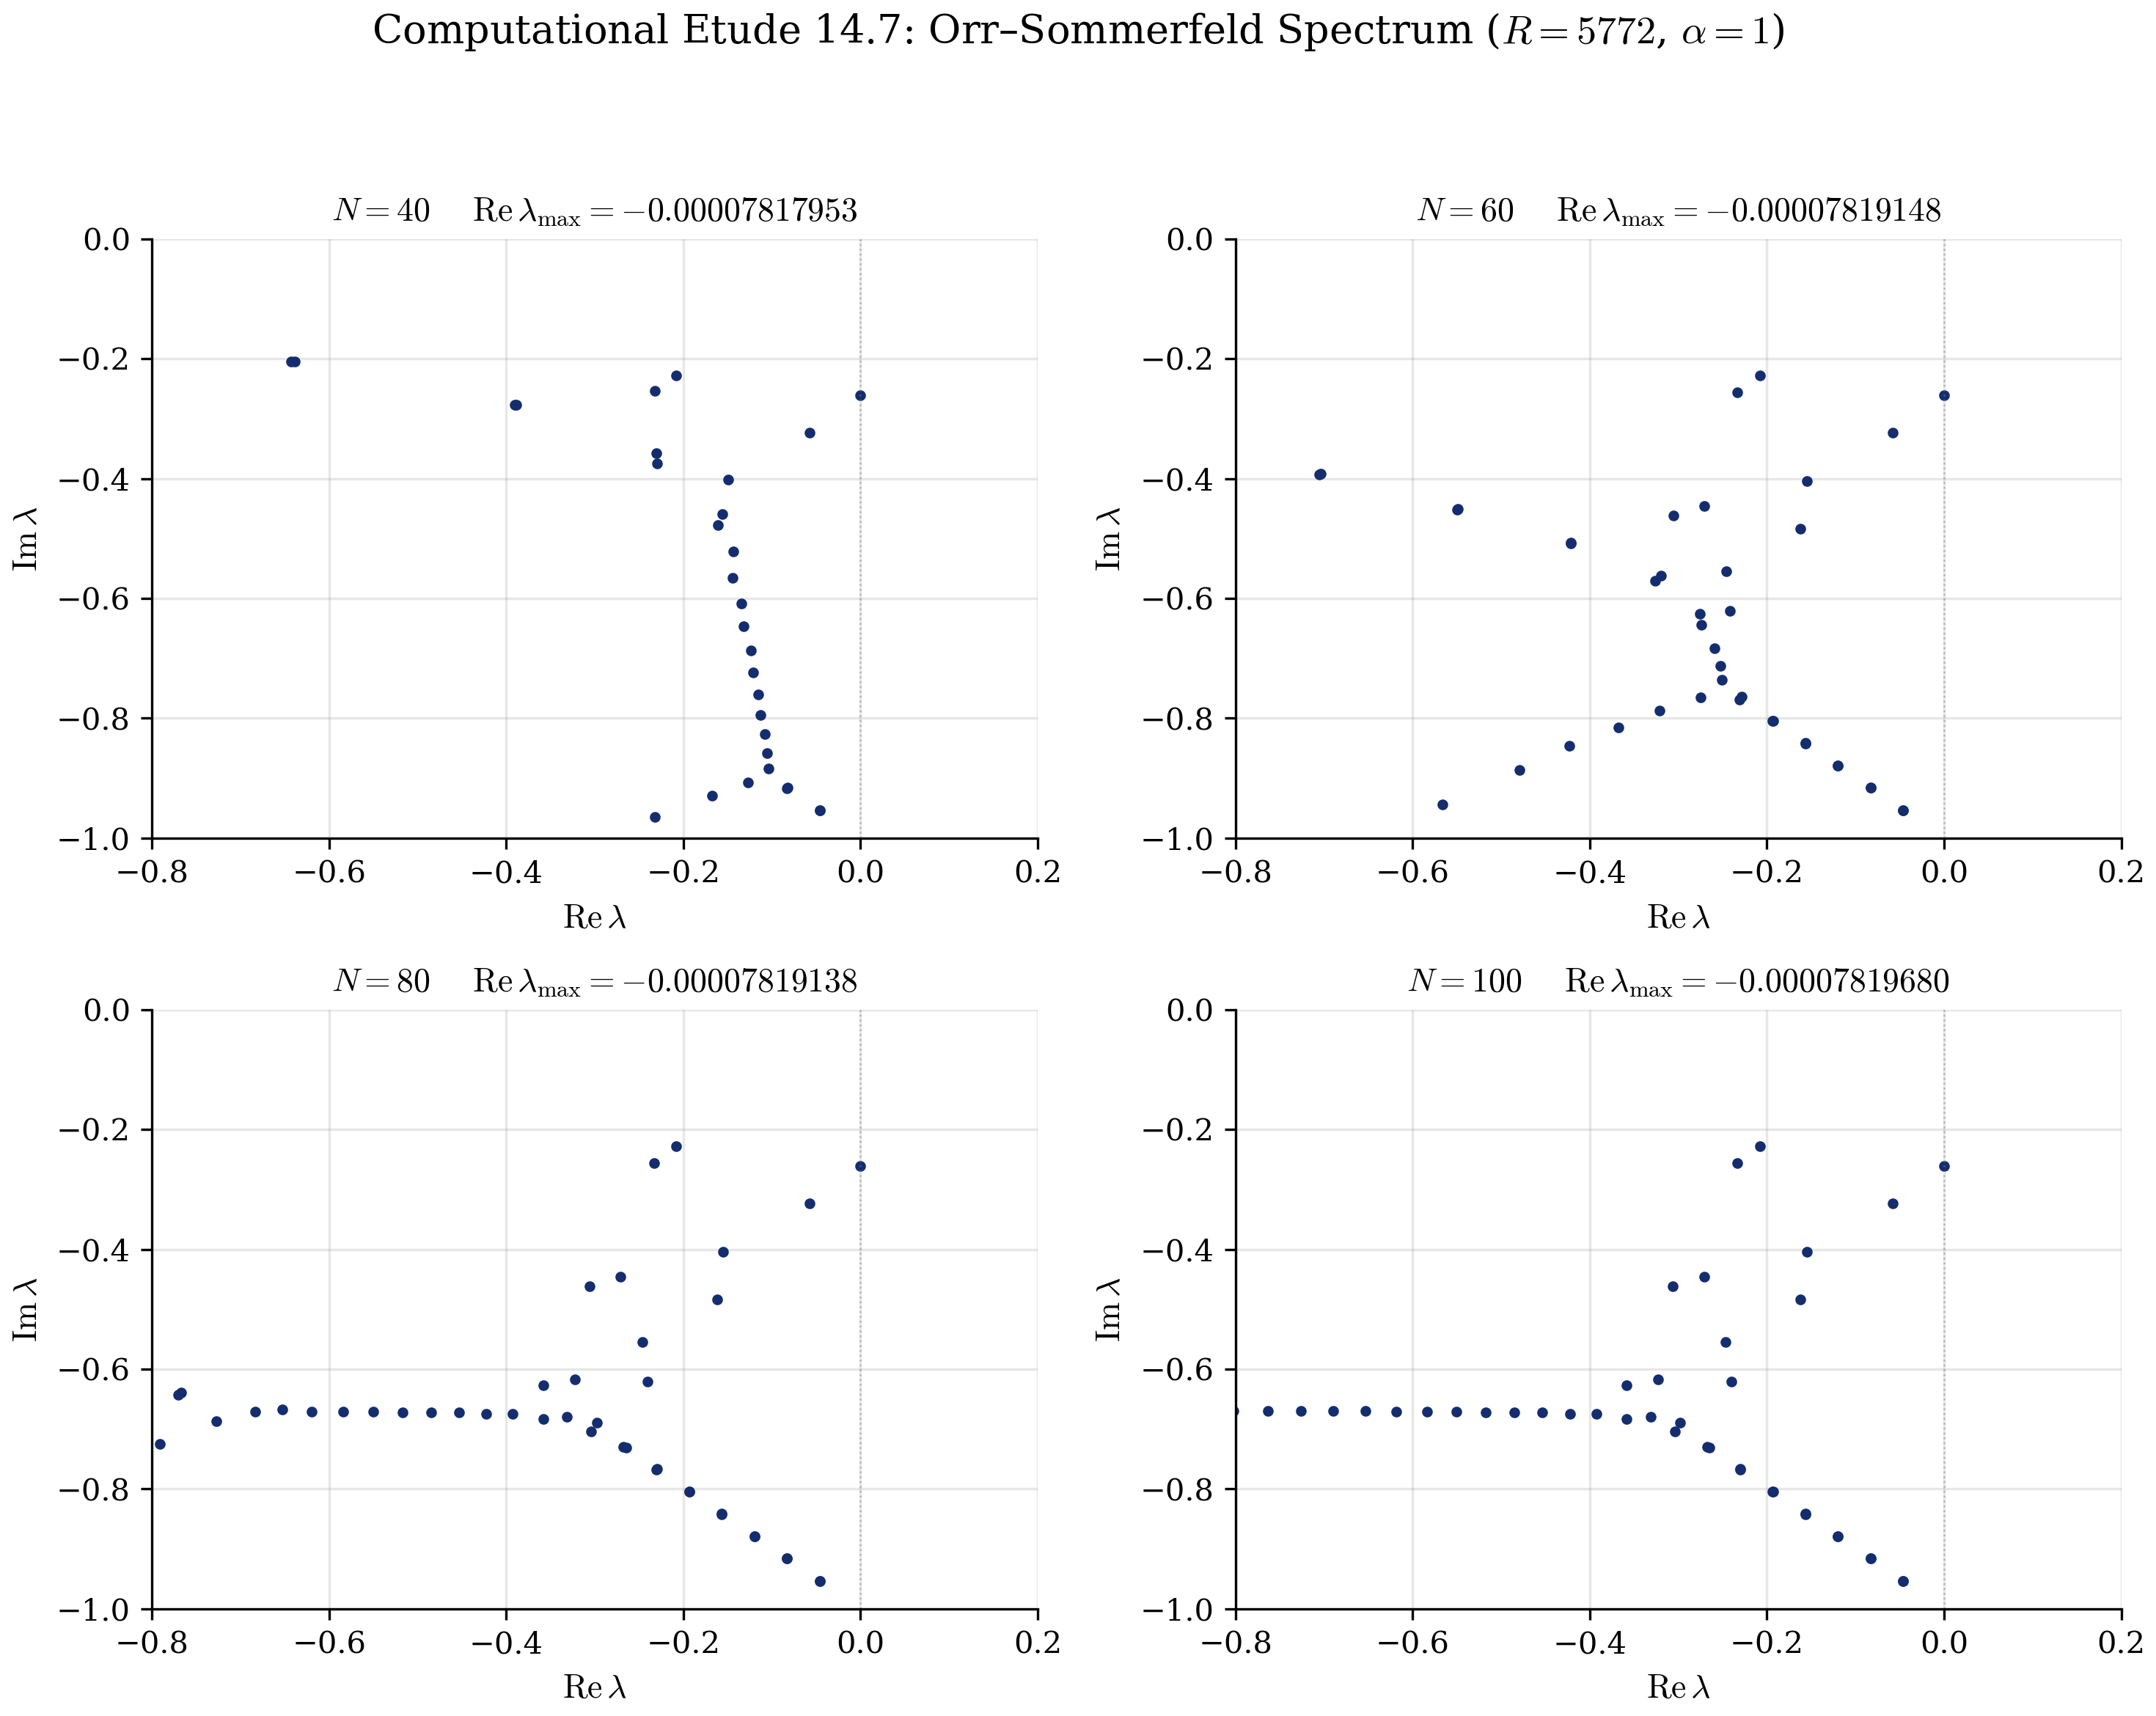 Computational Etude 14.7: Orr–Sommerfeld Spectrum (R = 5772, α = 1)
N = 40 Re λmax = −0.00007817953
0.0
−0.2
−0.4
−0.6
−0.8
−1.0
Im λ
−0.8 −0.6 −0.4 −0.2 0.0 0.2
Re λ
N = 60 Re λmax = −0.00007819148
0.0
−0.2
−0.4
−0.6
−0.8
−1.0
Im λ
−0.8 −0.6 −0.4 −0.2 0.0 0.2
Re λ
N = 80 Re λmax = −0.00007819138
0.0
−0.2
−0.4
−0.6
−0.8
−1.0
Im λ
−0.8 −0.6 −0.4 −0.2 0.0 0.2
Re λ
N = 100 Re λmax = −0.00007819680
0.0
−0.2
−0.4
−0.6
−0.8
−1.0
Im λ
−0.8 −0.6 −0.4 −0.2 0.0 0.2
Re λ